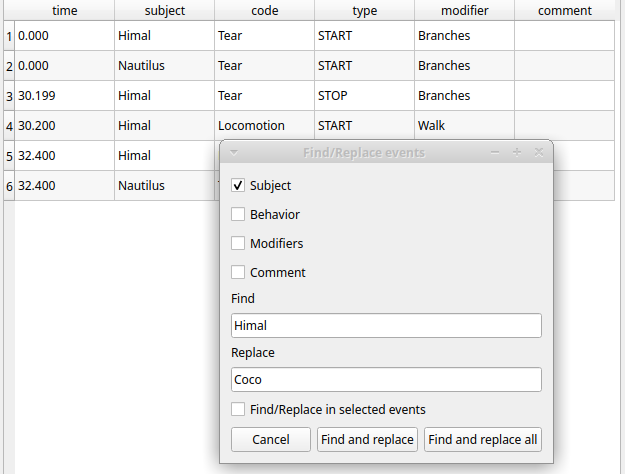 time subject code type modifier comment
1 0.000 Himal Tear START Branches
2 0.000 Nautilus Tear START Branches
3 30.199 Himal Tear STOP Branches
4 30.200 Himal Locomotion START Walk
5 32.400 Himal
6 32.400 Nautilus
Find/Replace events
Subject
Behavior
Modifiers
Comment
Find
Himal
Replace
Coco
Find/Replace in selected events
Cancel Find and replace Find and replace all